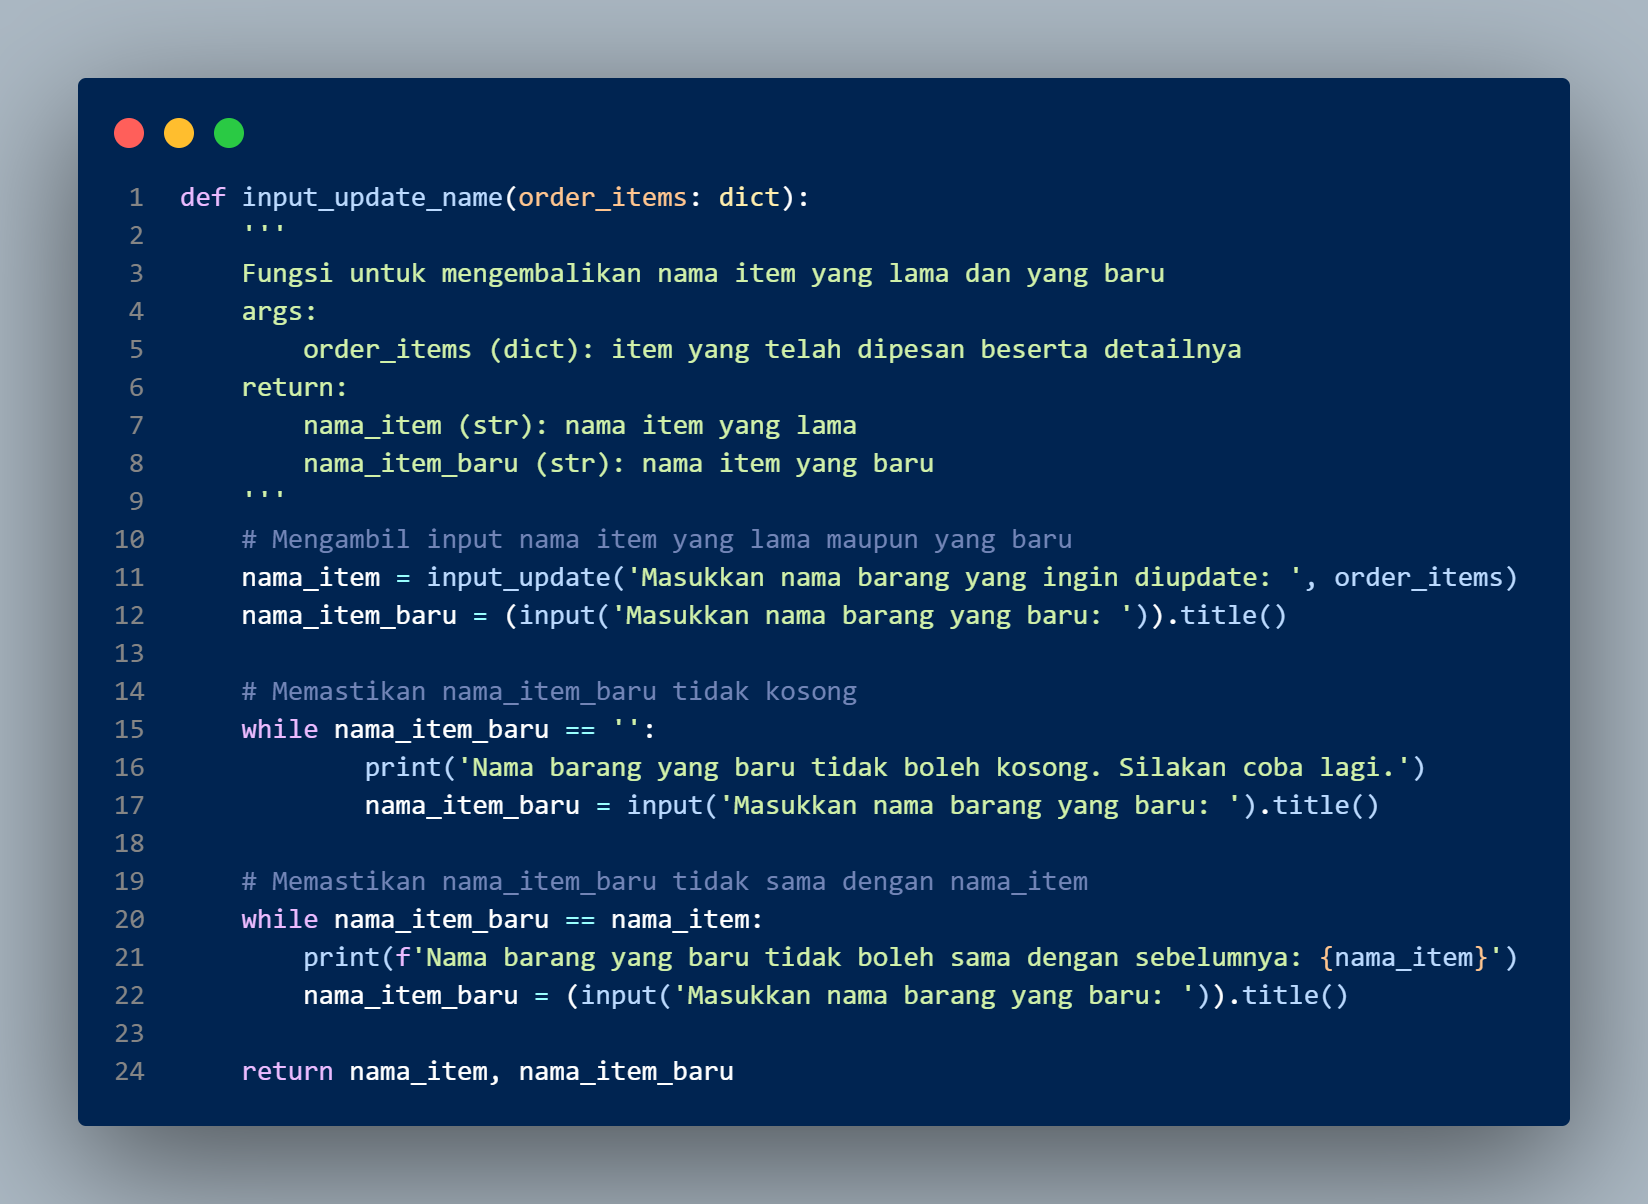 1 def input_update_name(order_items: dict):
2     '''
3     Fungsi untuk mengembalikan nama item yang lama dan yang baru
4     args:
5         order_items (dict): item yang telah dipesan beserta detailnya
6     return:
7         nama_item (str): nama item yang lama
8         nama_item_baru (str): nama item yang baru
9     '''
10     # Mengambil input nama item yang lama maupun yang baru
11     nama_item = input_update('Masukkan nama barang yang ingin diupdate: ', order_items)
12     nama_item_baru = (input('Masukkan nama barang yang baru: ')).title()
13
14     # Memastikan nama_item_baru tidak kosong
15     while nama_item_baru == '':
16             print('Nama barang yang baru tidak boleh kosong. Silakan coba lagi.')
17             nama_item_baru = input('Masukkan nama barang yang baru: ').title()
18
19     # Memastikan nama_item_baru tidak sama dengan nama_item
20     while nama_item_baru == nama_item:
21         print(f'Nama barang yang baru tidak boleh sama dengan sebelumnya: {nama_item}')
22         nama_item_baru = (input('Masukkan nama barang yang baru: ')).title()
23
24     return nama_item, nama_item_baru